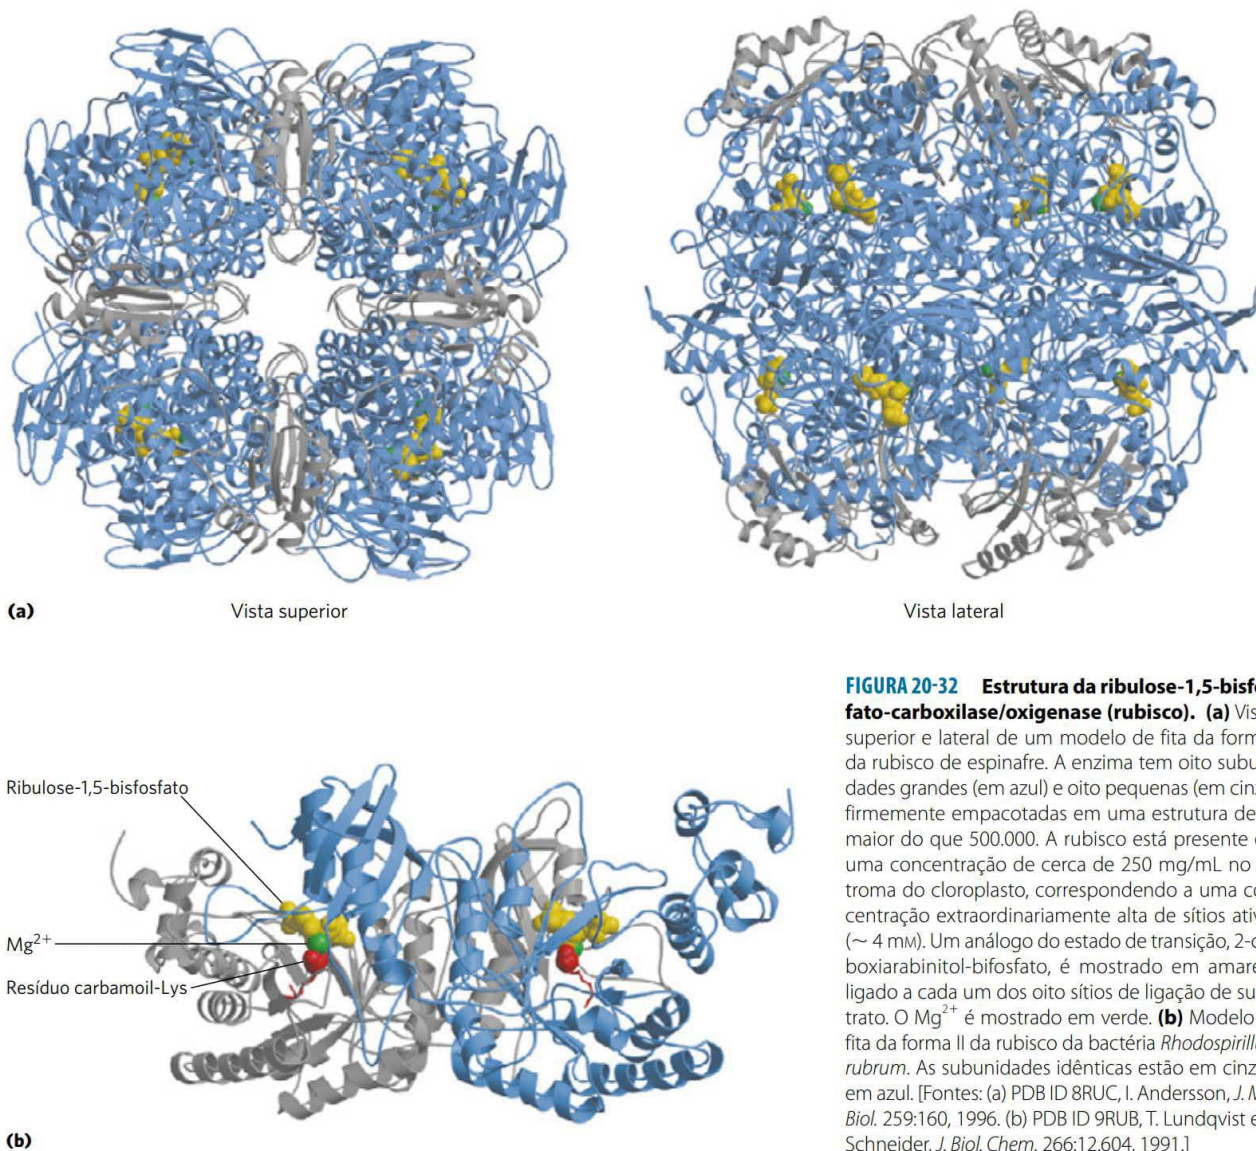 (a)
Vista superior
Vista lateral
Ribulose-1,5-bisfosfato
Mg2+
Resíduo carbamoil-Lys
(b)
FIGURA 20-32 Estrutura da ribulose-1,5-bisfo
fato-carboxilase/oxigenase (rubisco). (a) Vis
superior e lateral de um modelo de fita da form
da rubisco de espinafre. A enzima tem oito subu
dades grandes (em azul) e oito pequenas (em cinz
firmemente empacotadas em uma estrutura de
maior do que 500.000. A rubisco está presente
uma concentração de cerca de 250 mg/mL no
troma do cloroplasto, correspondendo a uma co
centração extraordinariamente alta de sítios ativ
(~ 4 mM). Um análogo do estado de transição, 2-c
boxiarabinitol-bifosfato, é mostrado em amare
ligado a cada um dos oito sítios de ligação de su
trato. O Mg2+ é mostrado em verde. (b) Modelo
fita da forma II da rubisco da bactéria Rhodospirill
rubrum. As subunidades idênticas estão em cinz
em azul. [Fontes: (a) PDB ID 8RUC, I. Andersson, J. M
Biol. 259:160, 1996. (b) PDB ID 9RUB, T. Lundqvist e
Schneider, J. Biol. Chem. 266:12.604, 1991.]